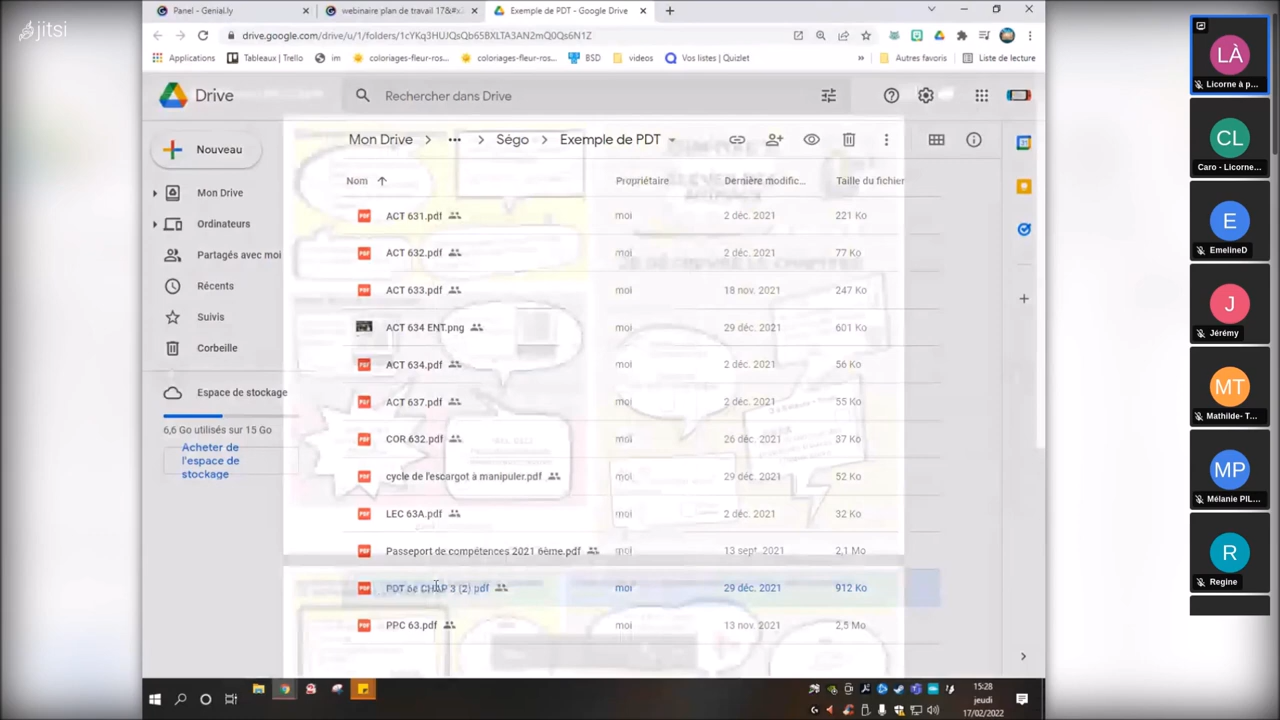 jitsi
Panel - Genial.ly
webinaire plan de travail 17&#x
Exemple de PDT - Google Drive
drive.google.com/drive/u/1/folders/1cYKq3HUJQsQb65BlETA3AN2mQ0Qs6N1Z
Applications
Tableaux | Trello
im
coloriages-fleur-ros...
coloriages-fleur-ros...
BSD
videos
Vos listes | Quizlet
»
Autres favoris
Liste de lecture
Drive
Rechercher dans Drive
Nouveau
Mon Drive
Ordinateurs
Partagés avec moi
Récents
Suivis
Corbeille
Espace de stockage
6,6 Go utilisés sur 15 Go
Acheter de
l'espace de
stockage
Mon Drive > ... > Ségo > Exemple de PDT
Nom Propriétaire Dernière modific... Taille du fichier
ACT 631.pdf moi 2 déc. 2021 221 Ko
ACT 632.pdf moi 2 déc. 2021 77 Ko
ACT 633.pdf moi 18 nov. 2021 247 Ko
ACT 634 ENT.png moi 29 déc. 2021 601 Ko
ACT 634.pdf moi 2 déc. 2021 56 Ko
ACT 637.pdf moi 2 déc. 2021 55 Ko
COR 632.pdf moi 26 déc. 2021 37 Ko
cycle de l'escargot à manipuler.pdf moi 29 déc. 2021 52 Ko
LEC 63A.pdf moi 2 déc. 2021 32 Ko
Passeport de compétences 2021 6ème.pdf moi 13 sept. 2021 2,1 Mo
PDT 6e CHAP 3 (2).pdf moi 29 déc. 2021 912 Ko
PPC 63.pdf moi 13 nov. 2021 2,5 Mo
15:28
jeudi
17/02/2022
LÀ
Licorne à p...
CL
Caro - Licorne...
E
EmelineD
J
Jérémy
MT
Mathilde- T...
MP
Mélanie PIL...
R
Regine